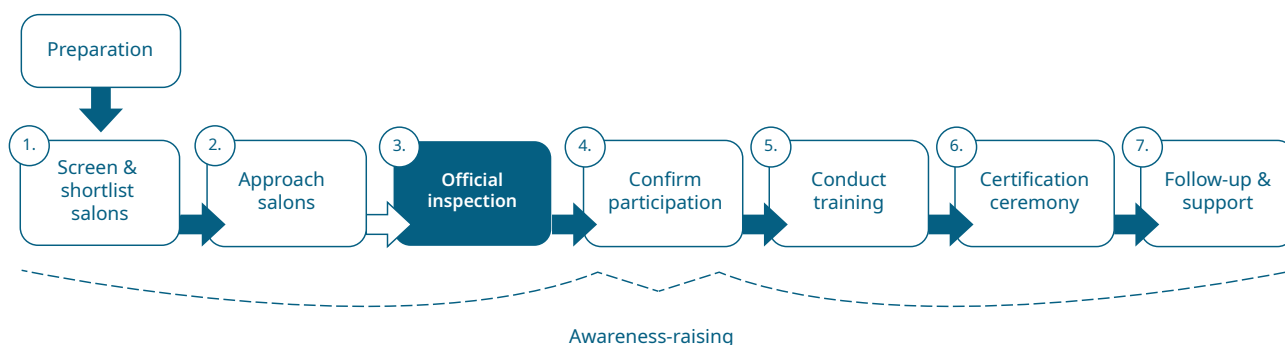 Preparation
1.
Screen &
shortlist
salons
2.
Approach
salons
3.
Official
inspection
4.
Confirm
participation
5.
Conduct
training
6.
Certification
ceremony
7.
Follow-up &
support
Awareness-raising